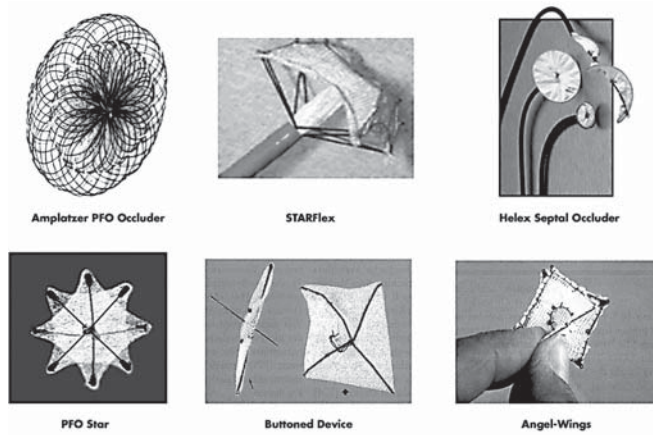 Amplatzer PFO Occluder
STARFlex
Helex Septal Occluder
PFO Star
Buttoned Device
Angel-Wings